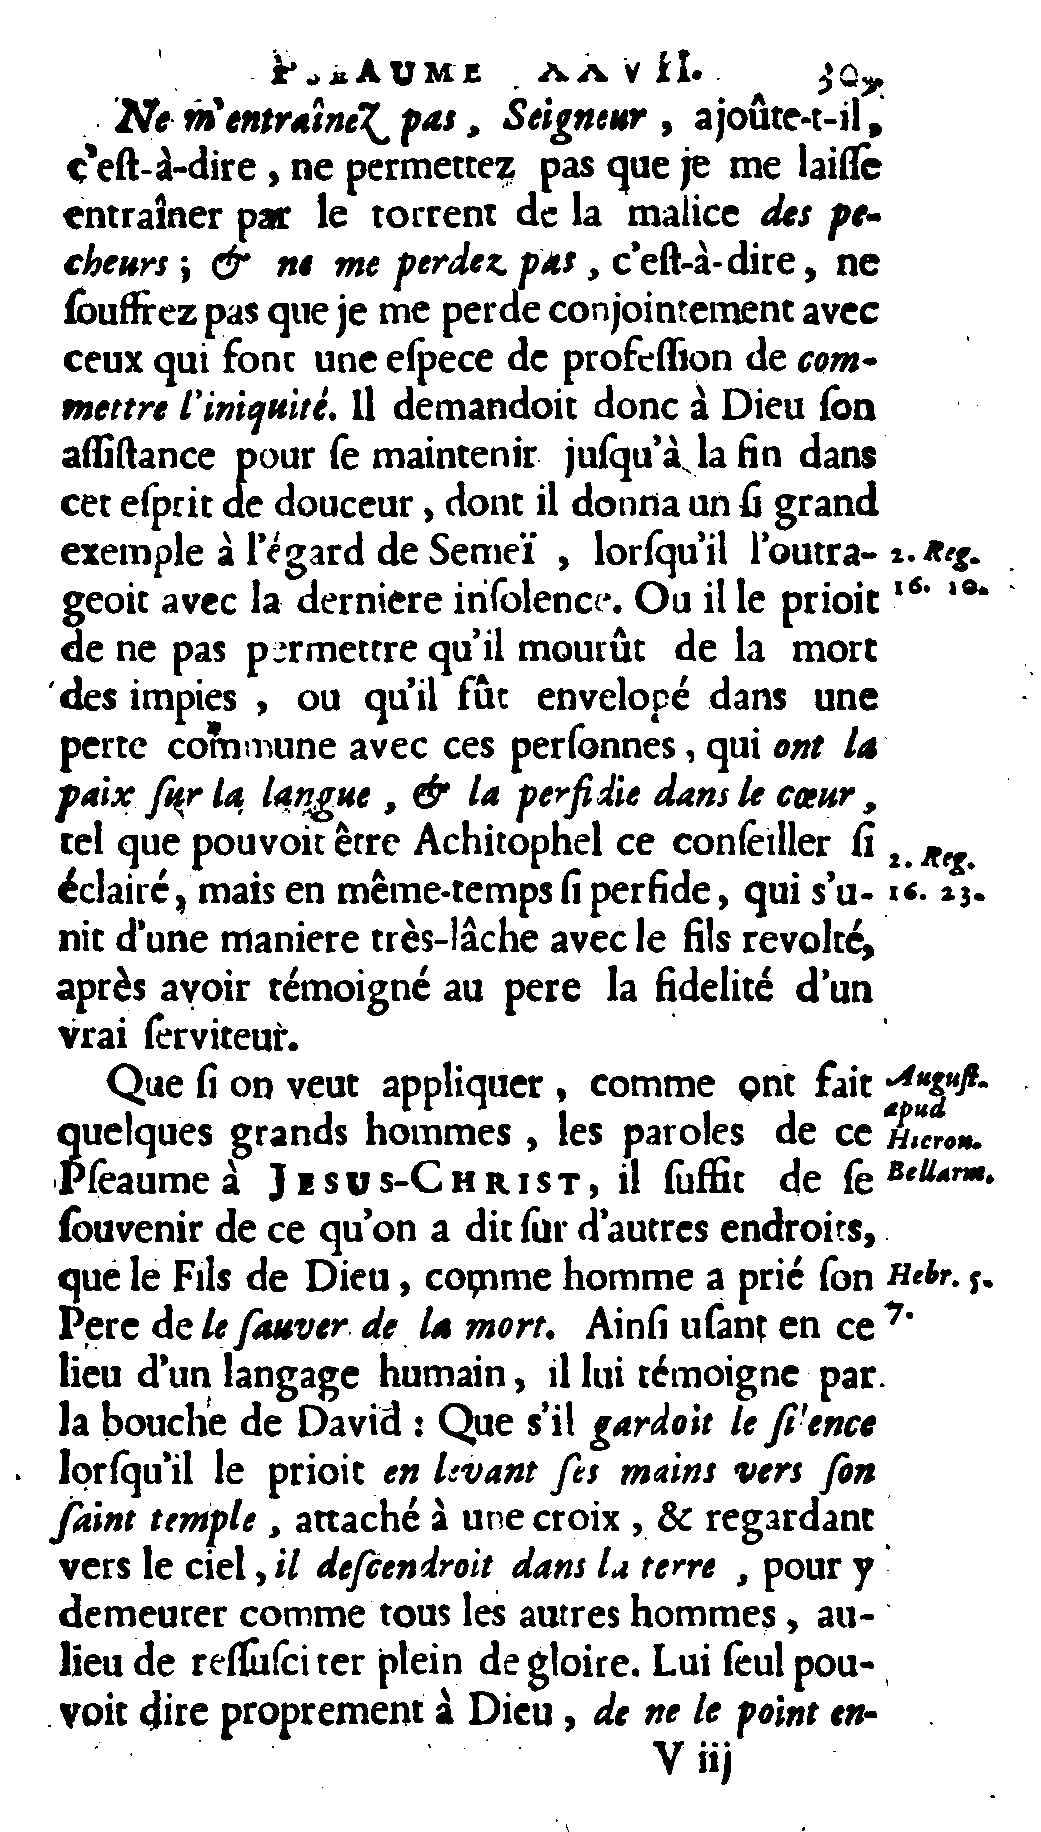 PSEAUME XXVII. 309
Ne m'entraînez pas, Seigneur, ajoûte-t-il,
c'eſt-à-dire, ne permettez pas que je me laiſſe
entraîner par le torrent de la malice des pe-
cheurs; & ne me perdez pas, c'eſt-à-dire, ne
ſouffrez pas que je me perde conjointement avec
ceux qui font une eſpece de profeſſion de com-
mettre l'iniquité. Il demandoit donc à Dieu ſon
aſſiſtance pour ſe maintenir juſqu'à la fin dans
cet eſprit de douceur, dont il donna un ſi grand
exemple à l'égard de Semeï, lorſqu'il l'outra- 2. Reg.
geoit avec la derniere inſolence. Ou il le prioit 16. 10.
de ne pas permettre qu'il mourût de la mort
des impies, ou qu'il fût envelopé dans une
perte commune avec ces perſonnes, qui ont la
paix ſur la langue, & la perfidie dans le cœur,
tel que pouvoit être Achitophel ce conſeiller ſi 2. Reg.
éclairé, mais en même-temps ſi perfide, qui s'u- 16. 23.
nit d'une maniere très-lâche avec le fils revolté,
après avoir témoigné au pere la fidelité d'un
vrai ſerviteur.
Que ſi on veut appliquer, comme ont fait Auguſt.
apud
quelques grands hommes, les paroles de ce Hieron.
Pſeaume à JESUS-CHRIST, il ſuffit de ſe Bellarm.
ſouvenir de ce qu'on a dit ſur d'autres endroits,
que le Fils de Dieu, comme homme a prié ſon Hebr. 5.
Pere de le ſauver de la mort. Ainſi uſant en ce 7.
lieu d'un langage humain, il lui témoigne par
la bouche de David : Que s'il gardoit le ſilence
lorſqu'il le prioit en levant ſes mains vers ſon
ſaint temple, attaché à une croix, & regardant
vers le ciel, il deſcendroit dans la terre, pour y
demeurer comme tous les autres hommes, au-
lieu de reſſuſciter plein de gloire. Lui ſeul pou-
voit dire proprement à Dieu, de ne le point en-
V iij